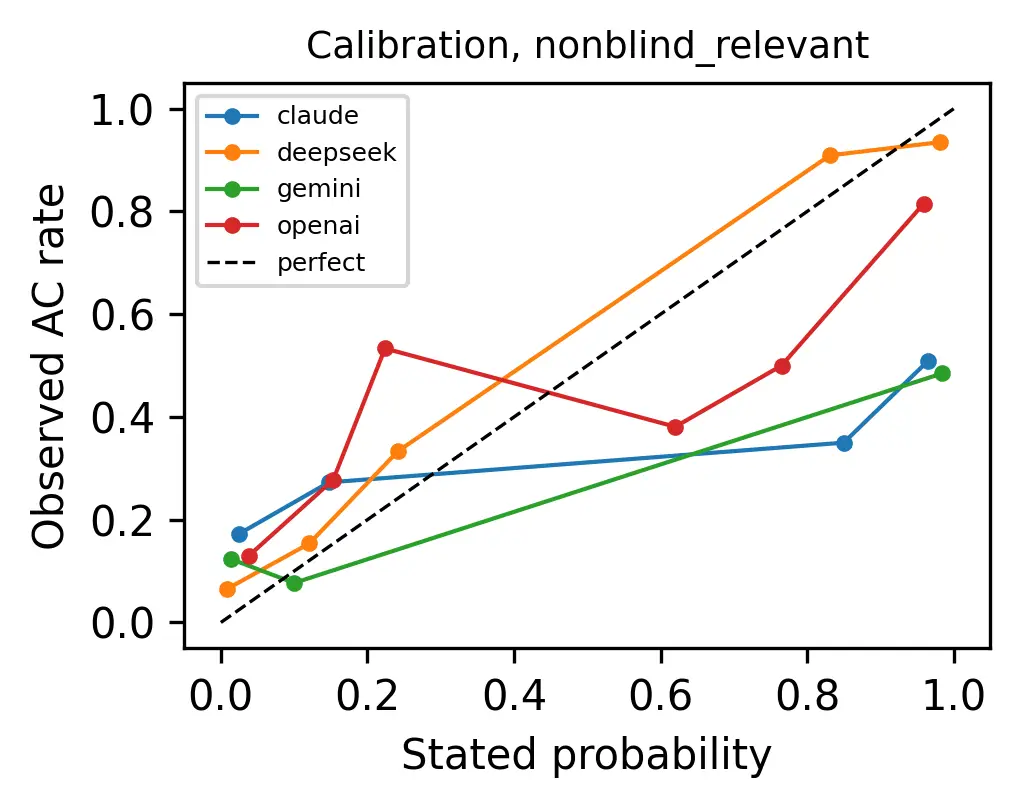 Calibration, nonblind_relevant
claude
deepseek
gemini
openai
perfect
Observed AC rate
1.0
0.8
0.6
0.4
0.2
0.0
0.0 0.2 0.4 0.6 0.8 1.0
Stated probability